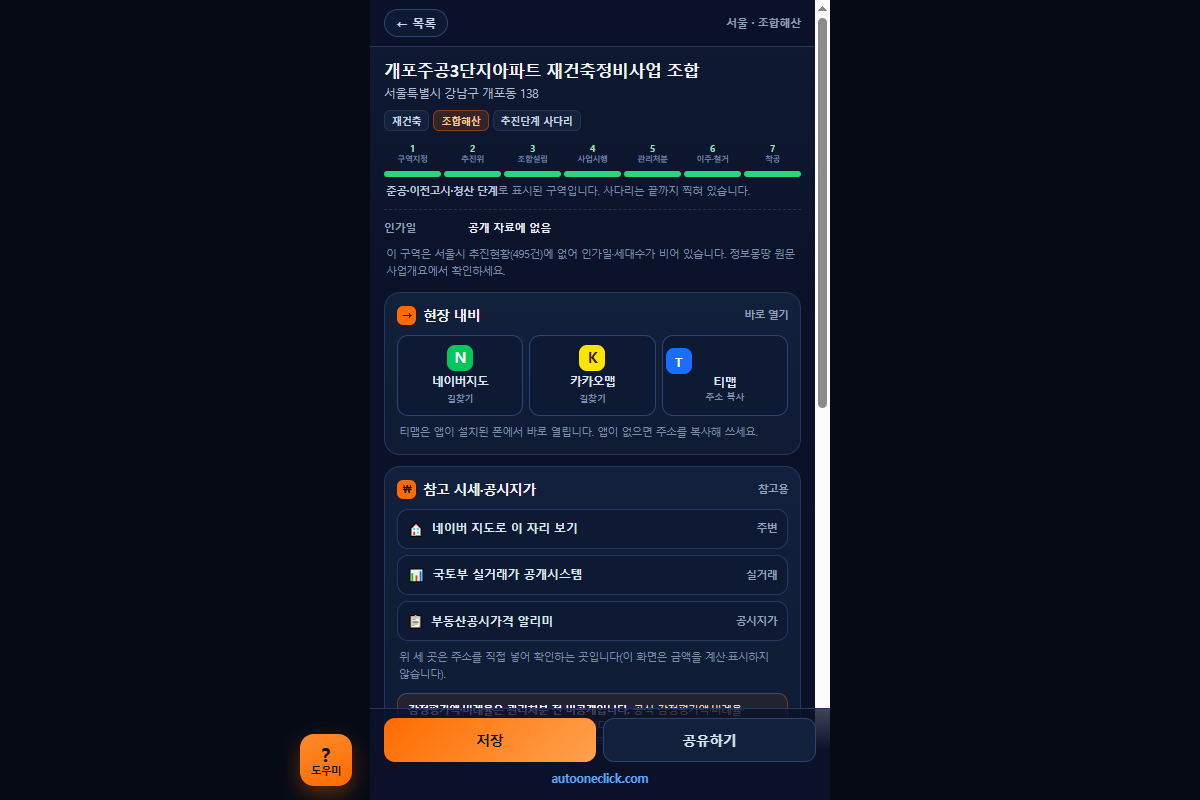 ← 목록
서울 · 조합해산
개포주공3단지아파트 재건축정비사업 조합
서울특별시 강남구 개포동 138
재건축 조합해산 추진단계 사다리
1 2 3 4 5 6 7
구역지정 추진위 조합설립 사업시행 관리처분 이주·철거 착공
준공·이전고시·청산 단계로 표시된 구역입니다. 사다리는 끝까지 찍혀 있습니다.
인가일 공개 자료에 없음
이 구역은 서울시 추진현황(495건)에 없어 인가일·세대수가 비어 있습니다. 정보몽땅 원문
사업개요에서 확인하세요.
→ 현장 내비 바로 열기
N K T
네이버지도 카카오맵 티맵
길찾기 길찾기 주소 복사
티맵은 앱이 설치된 폰에서 바로 열립니다. 앱이 없으면 주소를 복사해 쓰세요.
₩ 참고 시세·공시지가 참고용
네이버 지도로 이 자리 보기 주변
국토부 실거래가 공개시스템 실거래
부동산공시가격 알리미 공시지가
위 세 곳은 주소를 직접 넣어 확인하는 곳입니다(이 화면은 금액을 계산·표시하지
않습니다).
저장 공유하기
autooneclick.com
?
도우미